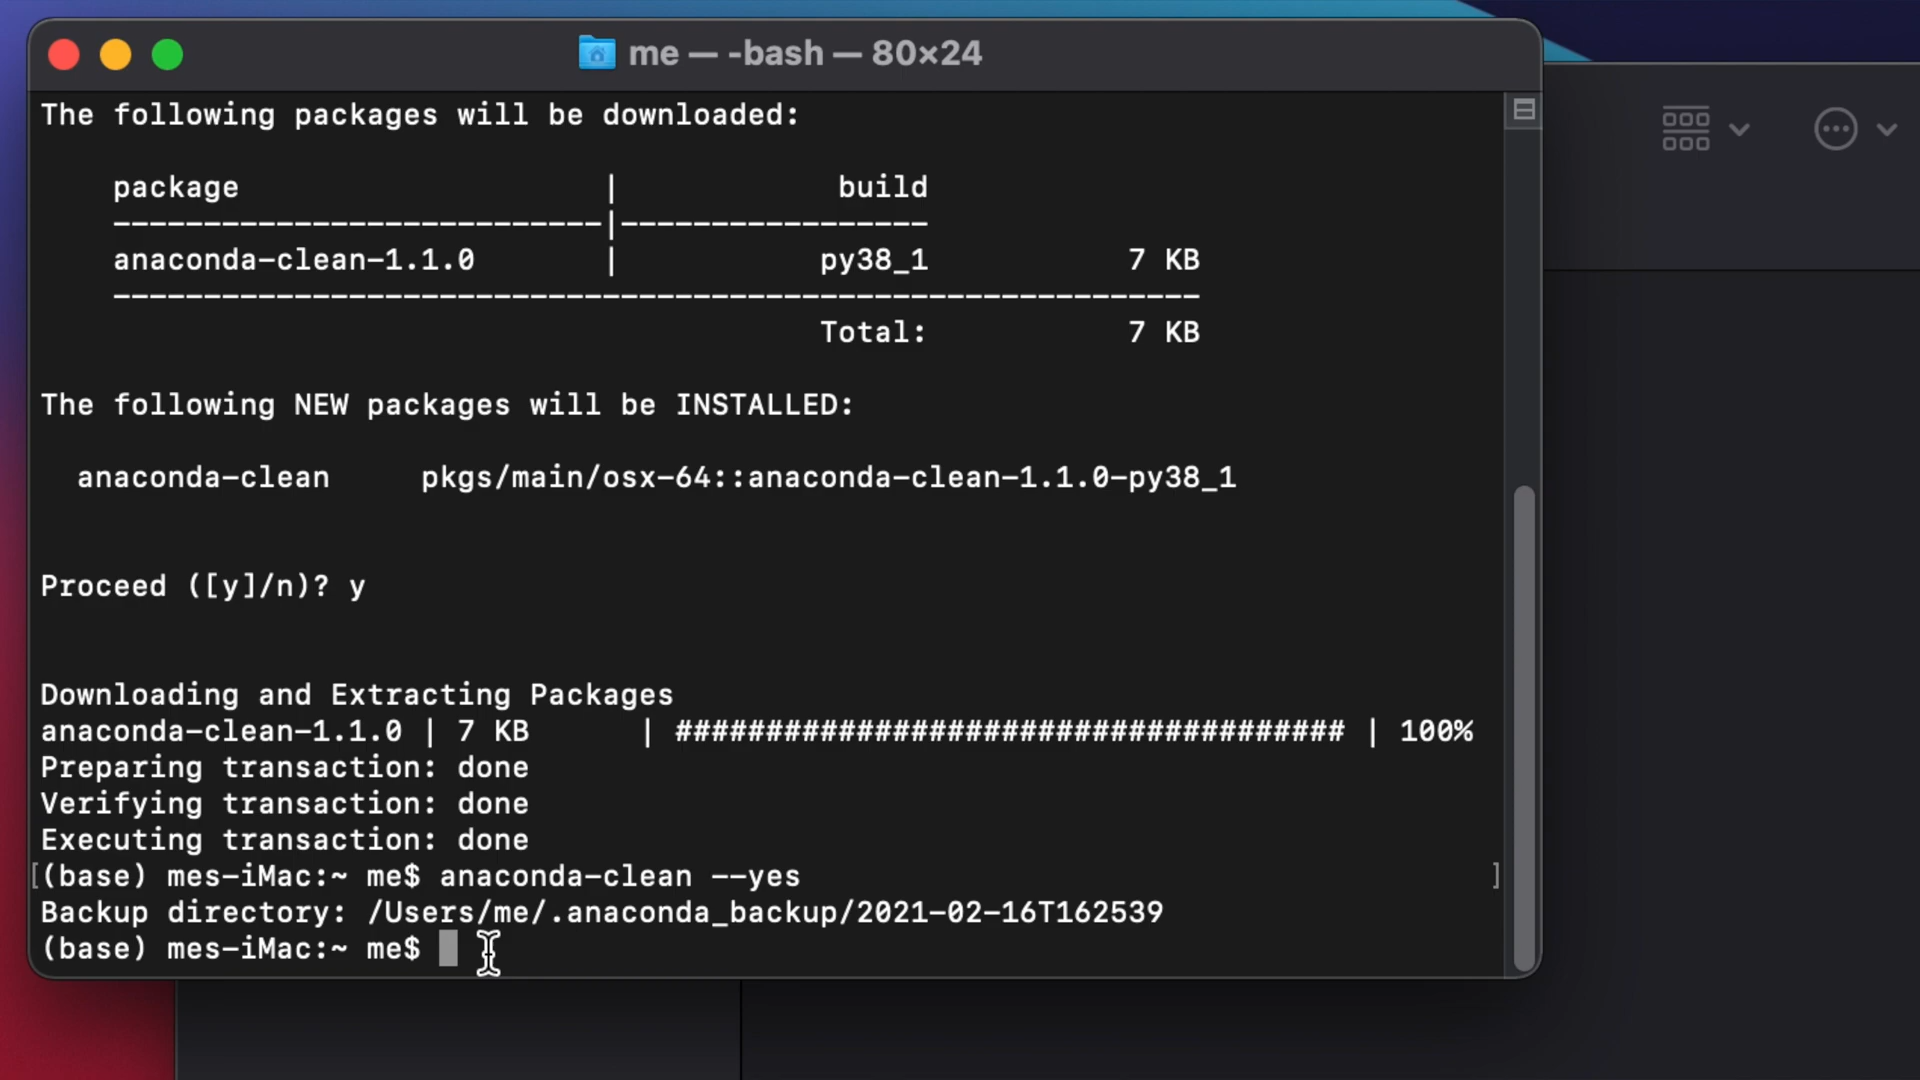 me — -bash — 80×24
The following packages will be downloaded:
package | build
---------------------------|-----------------
anaconda-clean-1.1.0 | py38_1 7 KB
------------------------------------------------------------
Total: 7 KB
The following NEW packages will be INSTALLED:
anaconda-clean pkgs/main/osx-64::anaconda-clean-1.1.0-py38_1
Proceed ([y]/n)? y
Downloading and Extracting Packages
anaconda-clean-1.1.0 | 7 KB | ##################################### | 100%
Preparing transaction: done
Verifying transaction: done
Executing transaction: done
[(base) mes-iMac:~ me$ anaconda-clean --yes ]
Backup directory: /Users/me/.anaconda_backup/2021-02-16T162539
(base) mes-iMac:~ me$